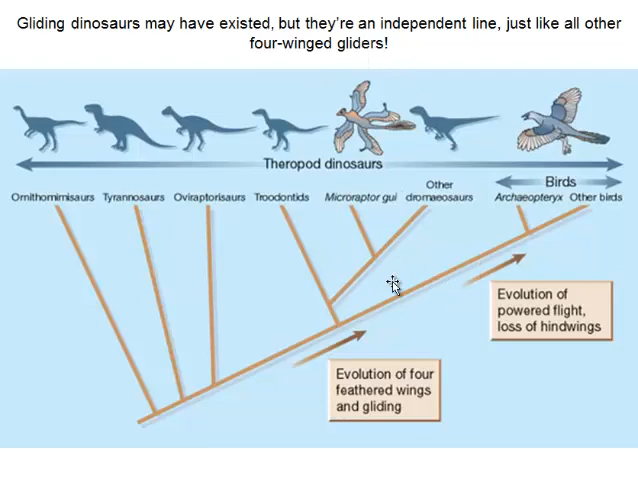 Gliding dinosaurs may have existed, but they're an independent line, just like all other
four-winged gliders!
Theropod dinosaurs
Birds
Ornithomimisaurs Tyrannosaurs Oviraptorisaurs Troodontids Microraptor gui Other dromaeosaurs Archaeopteryx Other birds
Evolution of
powered flight,
loss of hindwings
Evolution of four
feathered wings
and gliding